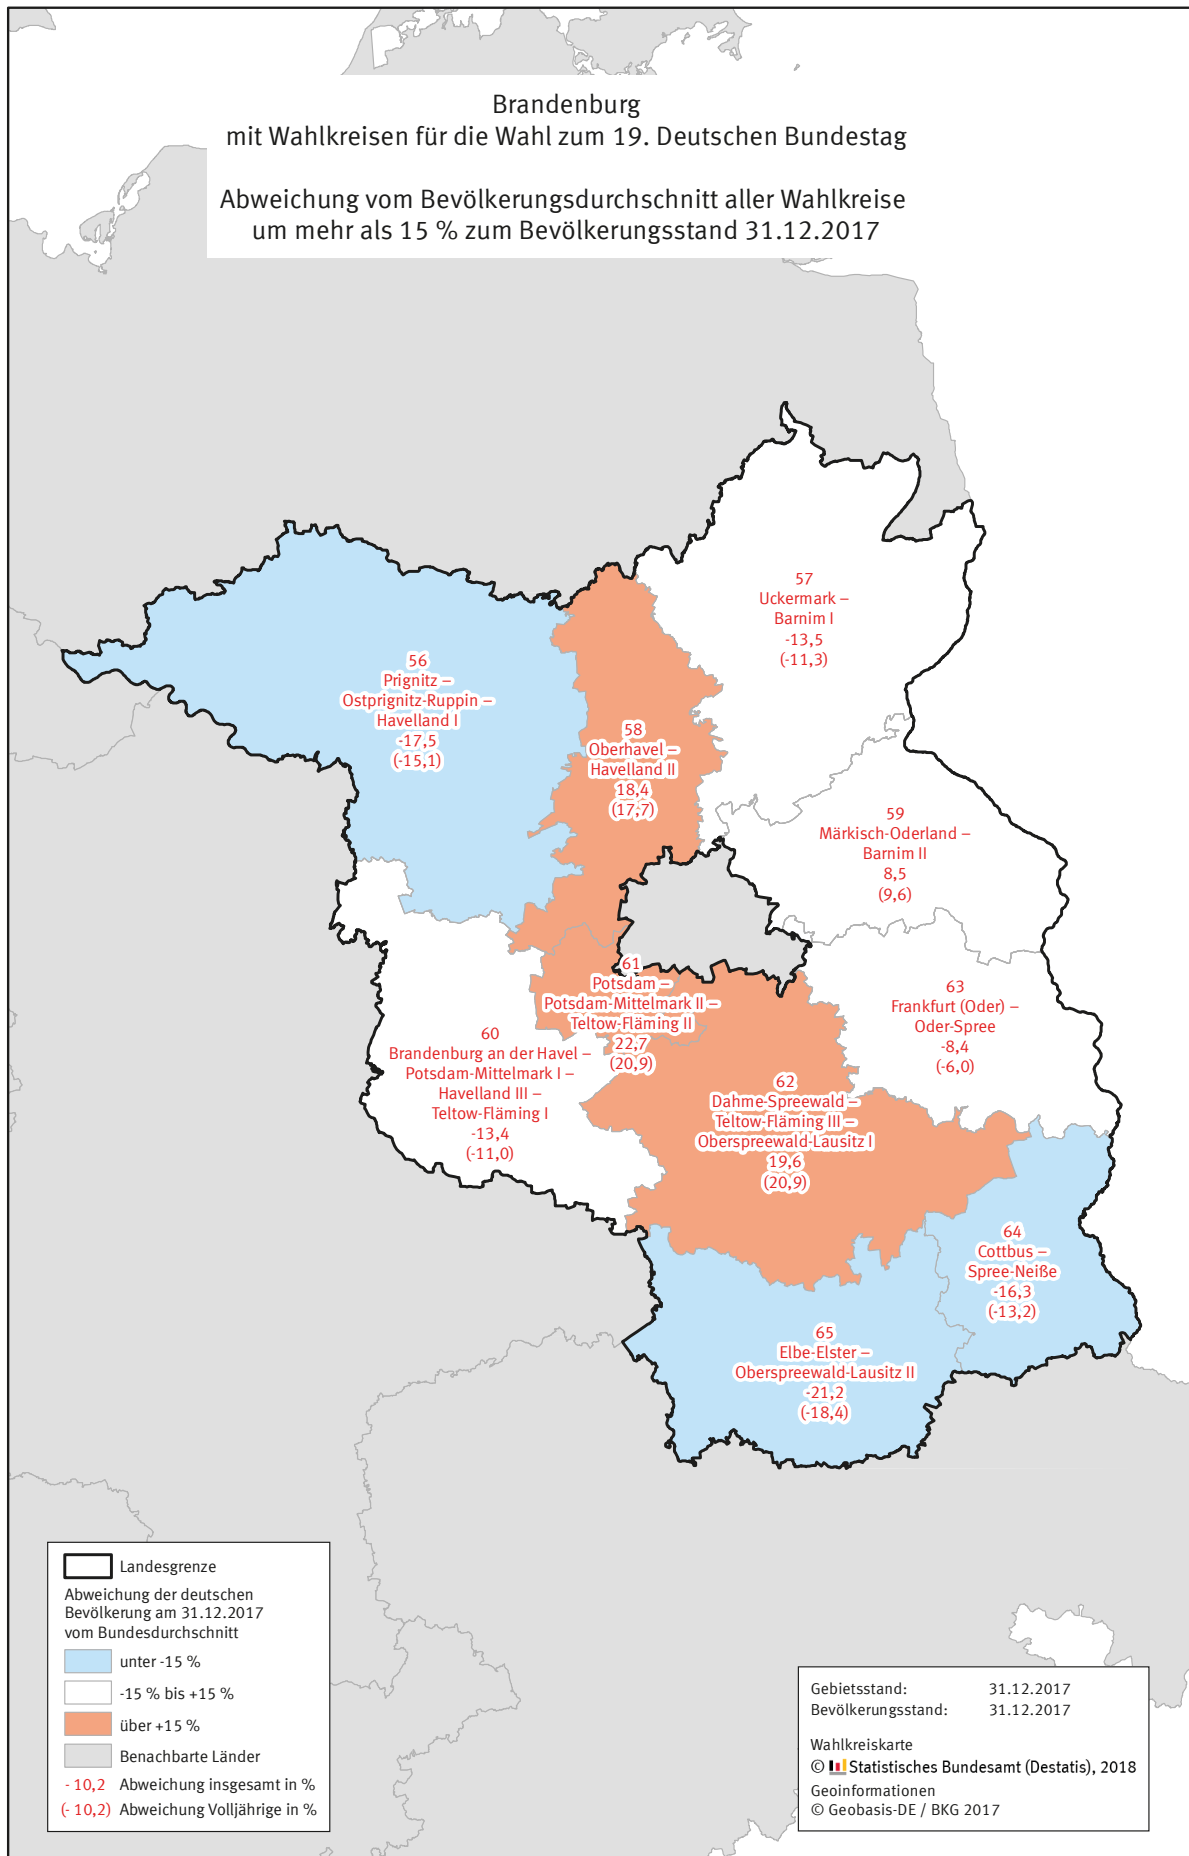 Brandenburg
mit Wahlkreisen für die Wahl zum 19. Deutschen Bundestag
Abweichung vom Bevölkerungsdurchschnitt aller Wahlkreise
um mehr als 15 % zum Bevölkerungsstand 31.12.2017
57
Uckermark –
Barnim I
-13,5
(-11,3)
56
Prignitz –
Ostprignitz-Ruppin –
Havelland I
-17,5
(-15,1)
58
Oberhavel –
Havelland II
18,4
(17,7)
59
Märkisch-Oderland –
Barnim II
8,5
(9,6)
61
Potsdam –
Potsdam-Mittelmark II –
Teltow-Fläming II
22,7
(20,9)
63
Frankfurt (Oder) –
Oder-Spree
-8,4
(-6,0)
60
Brandenburg an der Havel –
Potsdam-Mittelmark I –
Havelland III –
Teltow-Fläming I
-13,4
(-11,0)
62
Dahme-Spreewald –
Teltow-Fläming III –
Oberspreewald-Lausitz I
19,6
(20,9)
64
Cottbus –
Spree-Neiße
-16,3
(-13,2)
65
Elbe-Elster –
Oberspreewald-Lausitz II
-21,2
(-18,4)
Landesgrenze
Abweichung der deutschen
Bevölkerung am 31.12.2017
vom Bundesdurchschnitt
unter -15 %
-15 % bis +15 %
über +15 %
Benachbarte Länder
- 10,2 Abweichung insgesamt in %
(- 10,2) Abweichung Volljährige in %
Gebietsstand: 31.12.2017
Bevölkerungsstand: 31.12.2017
Wahlkreiskarte
© Statistisches Bundesamt (Destatis), 2018
Geoinformationen
© Geobasis-DE / BKG 2017